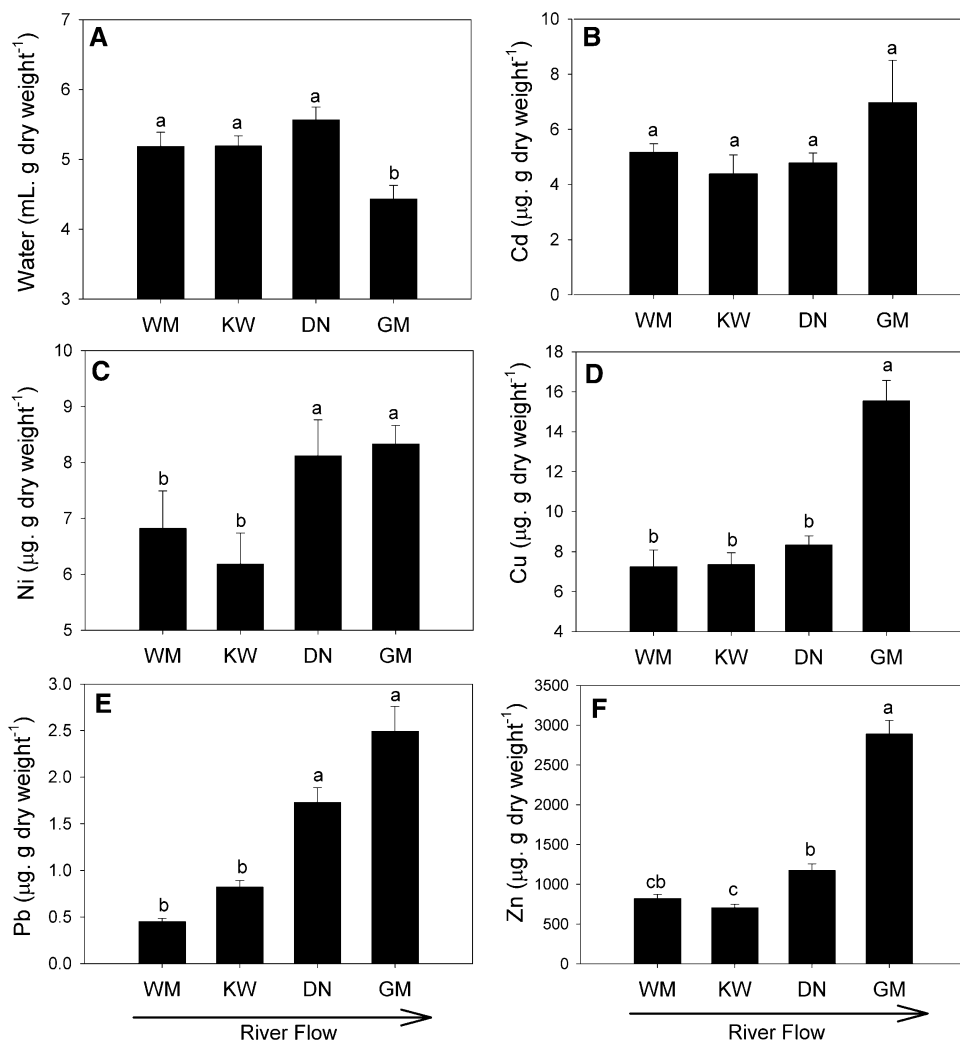 A
Water (mL. g dry weight-1)
7
6
5
4
3
a
a
a
b
WM KW DN GM
B
Cd (μg. g dry weight-1)
10
8
6
4
2
0
a
a
a
a
WM KW DN GM
C
Ni (μg. g dry weight-1)
10
9
8
7
6
5
b
b
a
a
WM KW DN GM
D
Cu (μg. g dry weight-1)
18
16
14
12
10
8
6
4
b
b
b
a
WM KW DN GM
E
Pb (μg. g dry weight-1)
3.0
2.5
2.0
1.5
1.0
0.5
0.0
b
b
a
a
WM KW DN GM
River Flow
F
Zn (μg. g dry weight-1)
3500
3000
2500
2000
1500
1000
500
0
cb
c
b
a
WM KW DN GM
River Flow